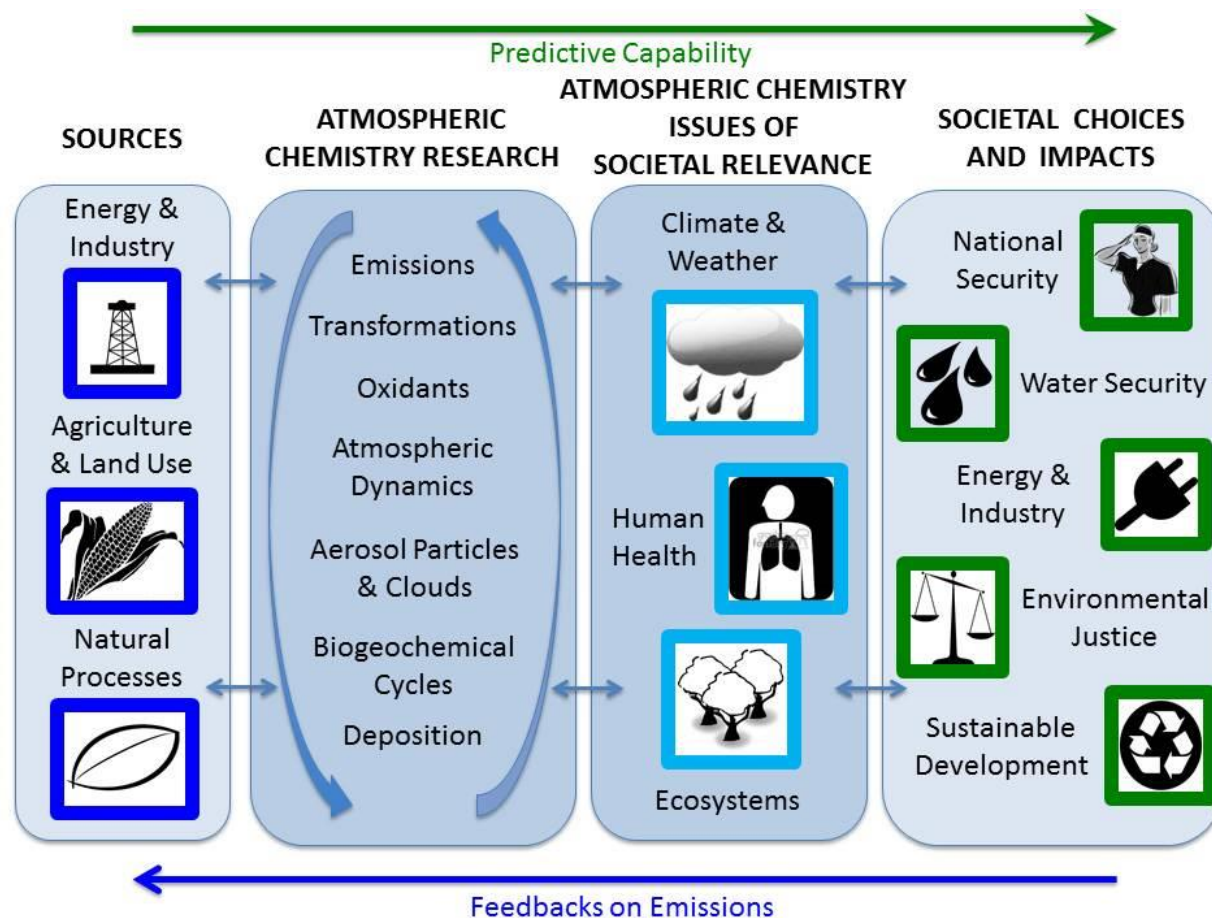 Predictive Capability
SOURCES
ATMOSPHERIC
CHEMISTRY RESEARCH
ATMOSPHERIC CHEMISTRY
ISSUES OF
SOCIETAL RELEVANCE
SOCIETAL CHOICES
AND IMPACTS
Energy &
Industry
Agriculture
& Land Use
Natural
Processes
Emissions
Transformations
Oxidants
Atmospheric
Dynamics
Aerosol Particles
& Clouds
Biogeochemical
Cycles
Deposition
Climate &
Weather
Human
Health
Ecosystems
National
Security
Water Security
Energy &
Industry
Environmental
Justice
Sustainable
Development
Feedbacks on Emissions